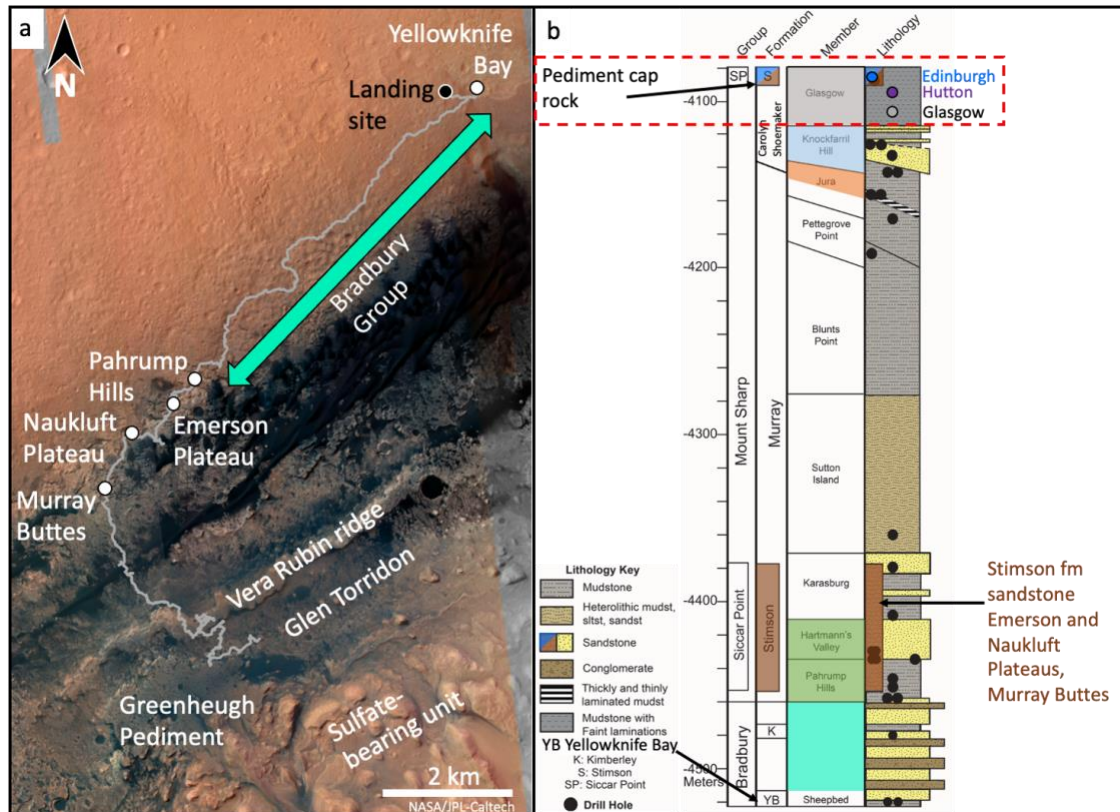 a
N
Yellowknife
Bay
Landing
site
Bradbury
Group
Pahrump
Hills
Naukluft
Plateau
Emerson
Plateau
Murray
Buttes
Vera Rubin ridge
Glen Torridon
Greenheugh
Pediment
Sulfate-
bearing unit
2 km
NASA/JPL-Caltech
b
Group
Formation
Member
Lithology
Pediment cap
rock
SP
S
Glasgow
Edinburgh
Hutton
Glasgow
-4100
Carolyn
Shoemaker
Knockfarril
Hill
Jura
Pettegrove
Point
-4200
Blunts
Point
Mount Sharp
Murray
-4300
Sutton
Island
Lithology Key
Mudstone
Heterolithic mudst,
sltst, sandst
Sandstone
Conglomerate
Thickly and thinly
laminated mudst
Mudstone with
Faint laminations
YB Yellowknife Bay
K: Kimberley
S: Stimson
SP: Siccar Point
Drill Hole
-4400
Siccar Point
Stimson
Karasburg
Hartmann's
Valley
Pahrump
Hills
Stimson fm
sandstone
Emerson and
Naukluft
Plateaus,
Murray Buttes
Bradbury
K
-4500
Meters
YB
Sheepbed